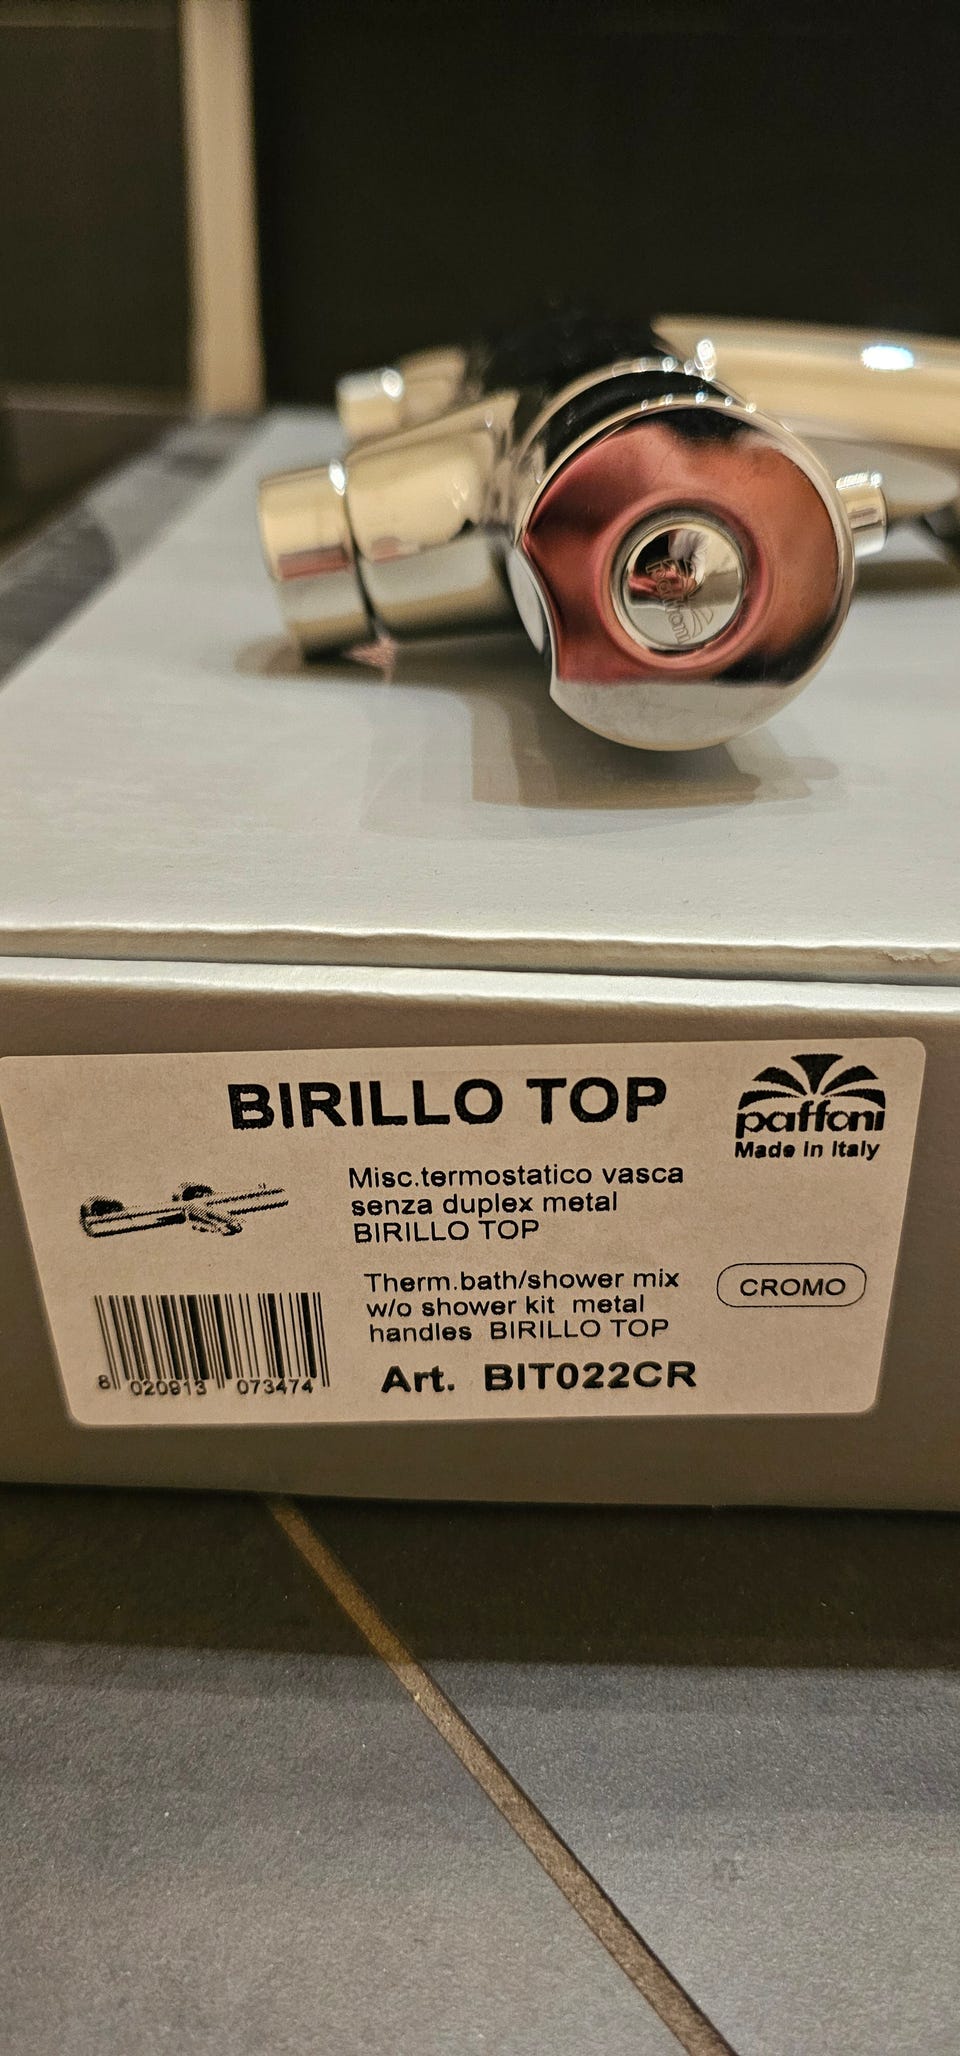 paffoni
BIRILLO TOP
paffoni
Made in Italy
Misc.termostatico vasca
senza duplex metal
BIRILLO TOP
Therm.bath/shower mix
w/o shower kit metal
handles BIRILLO TOP
CROMO
Art. BIT022CR
8 020913 073474